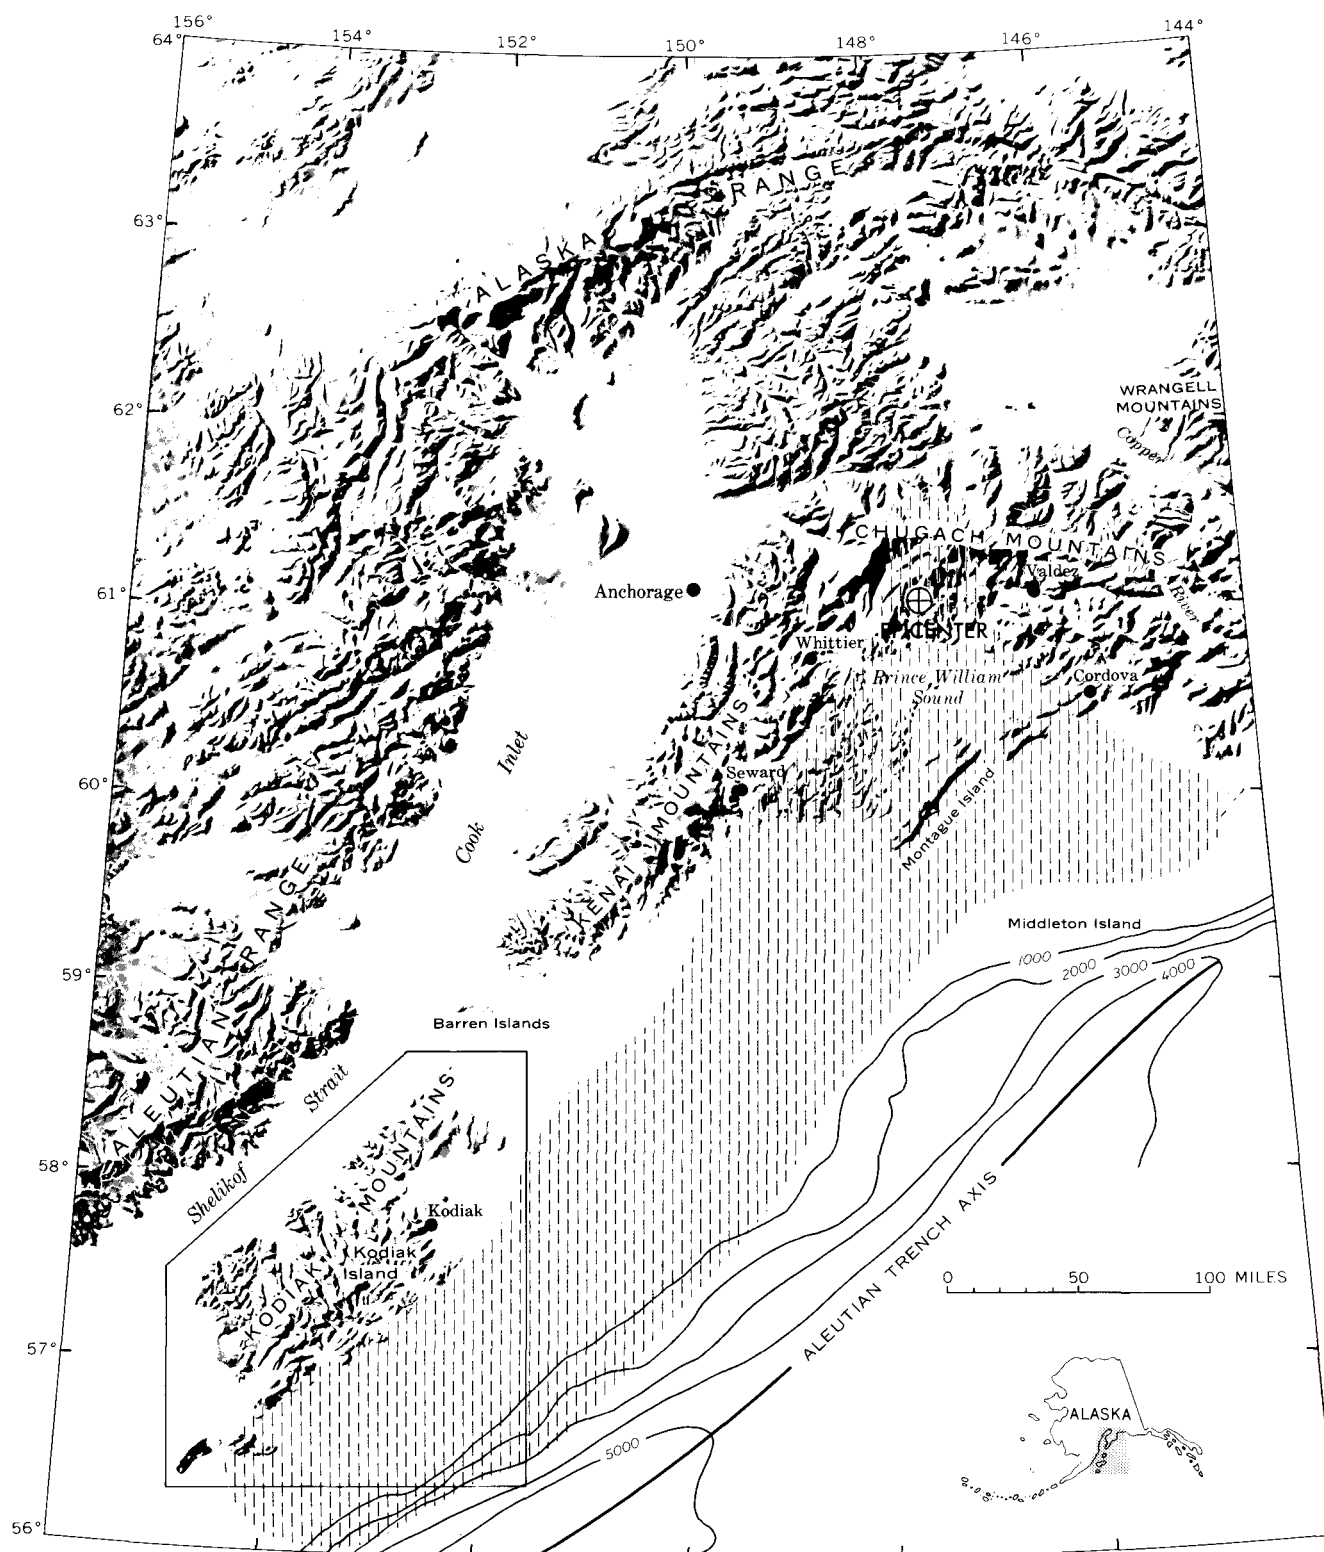 156°
154°
152°
150°
148°
146°
144°
64°
63°
62°
61°
60°
59°
58°
57°
56°
ALASKA RANGE
WRANGELL
MOUNTAINS
Copper
River
CHUGACH MOUNTAINS
Valdez
Anchorage
EPICENTER
Whittier
Prince William
Sound
Cordova
Inlet
Cook
Seward
KENAI MOUNTAINS
Montague Island
ALEUTIAN RANGE
Middleton Island
1000
2000
3000
4000
Barren Islands
Shelikof
Strait
KODIAK MOUNTAINS
Kodiak
Kodiak
Island
ALEUTIAN TRENCH AXIS
0 50 100 MILES
5000
ALASKA